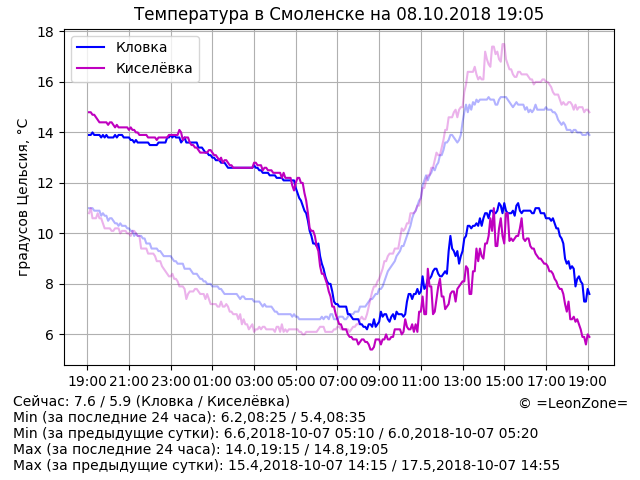 Температура в Смоленске на 08.10.2018 19:05
Кловка
Киселёвка
градусов Цельсия, °C
18
16
14
12
10
8
6
19:00 21:00 23:00 01:00 03:00 05:00 07:00 09:00 11:00 13:00 15:00 17:00 19:00
Сейчас: 7.6 / 5.9 (Кловка / Киселёвка)
© =LeonZone=
Min (за последние 24 часа): 6.2,08:25 / 5.4,08:35
Min (за предыдущие сутки): 6.6,2018-10-07 05:10 / 6.0,2018-10-07 05:20
Max (за последние 24 часа): 14.0,19:15 / 14.8,19:05
Max (за предыдущие сутки): 15.4,2018-10-07 14:15 / 17.5,2018-10-07 14:55